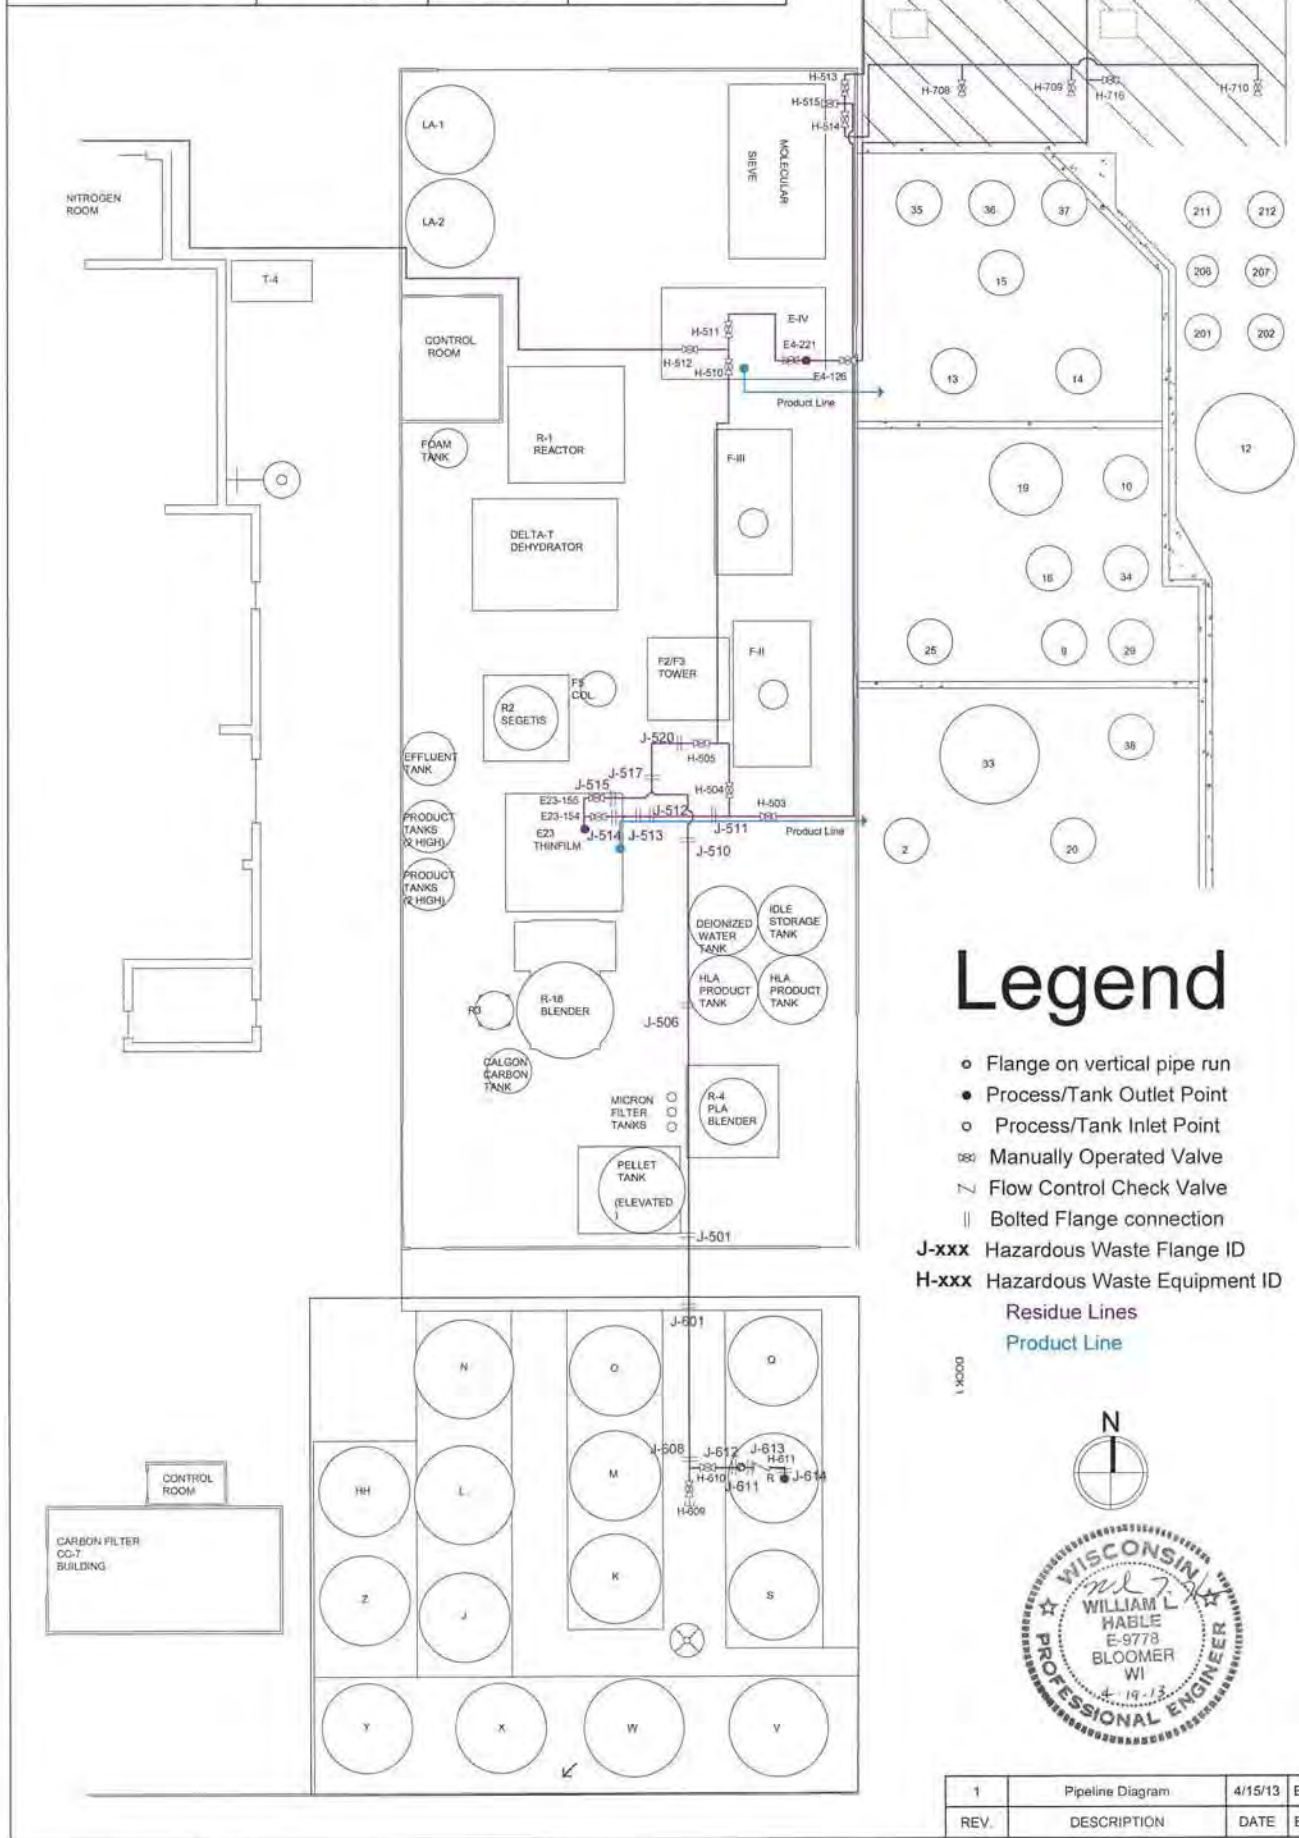 H-513
H-515
H-514
H-708
H-709
H-716
H-710
LA-1
LA-2
MOLECULAR
SIEVE
NITROGEN
ROOM
T-4
35
36
37
15
13
14
211
212
206
207
201
202
12
CONTROL
ROOM
H-511
E-IV
E4-221
H-512
H-510
E4-126
Product Line
R-1
REACTOR
FOAM
TANK
F-III
19
10
DELTA-T
DEHYDRATOR
34
25
29
F2/F3
TOWER
F-II
R2
SEGETIS
COL
J-520
H-505
33
38
EFFLUENT
TANK
J-517
J-515
H-504
E23-155
E23-154
J-512
H-503
PRODUCT
TANKS
(2 HIGH)
E23
THINFILM
J-514
J-513
J-511
Product Line
J-510
2
20
PRODUCT
TANKS
(2 HIGH)
DEIONIZED
WATER
TANK
IDLE
STORAGE
TANK
HLA
PRODUCT
TANK
HLA
PRODUCT
TANK
R3
BLENDER
J-506
CALGON
CARBON
TANK
MICRON
FILTER
TANKS
R-4
PLA
BLENDER
PELLET
TANK
(ELEVATED
)
J-501
Legend
Flange on vertical pipe run
Process/Tank Outlet Point
Process/Tank Inlet Point
Manually Operated Valve
Flow Control Check Valve
Bolted Flange connection
J-xxx Hazardous Waste Flange ID
H-xxx Hazardous Waste Equipment ID
Residue Lines
Product Line
DOCK 1
N
J-601
N
O
Q
J-608
J-612
J-613
H-611
H-610
J-611
R
J-614
H-609
HH
L
M
CONTROL
ROOM
CARBON FILTER
CC-7
BUILDING
Z
J
K
S
Y
X
W
V
WISCONSIN
WILLIAM L.
HABLE
E-9778
BLOOMER
WI
4-19-13
PROFESSIONAL ENGINEER
1 Pipeline Diagram 4/15/13
REV. DESCRIPTION DATE